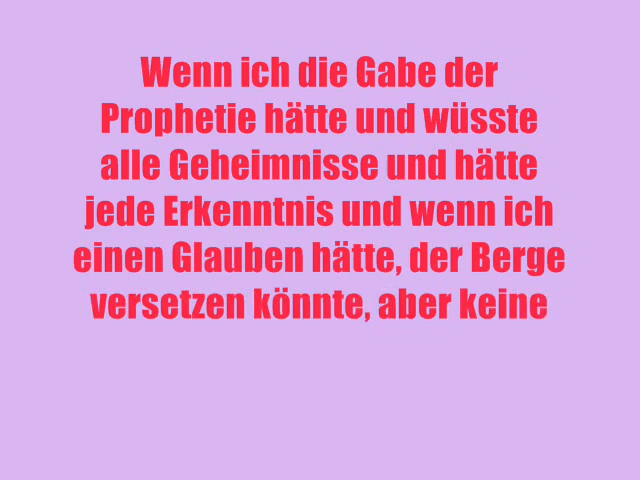 Wenn ich die Gabe der
Prophetie hätte und wüsste
alle Geheimnisse und hätte
jede Erkenntnis und wenn ich
einen Glauben hätte, der Berge
versetzen könnte, aber keine